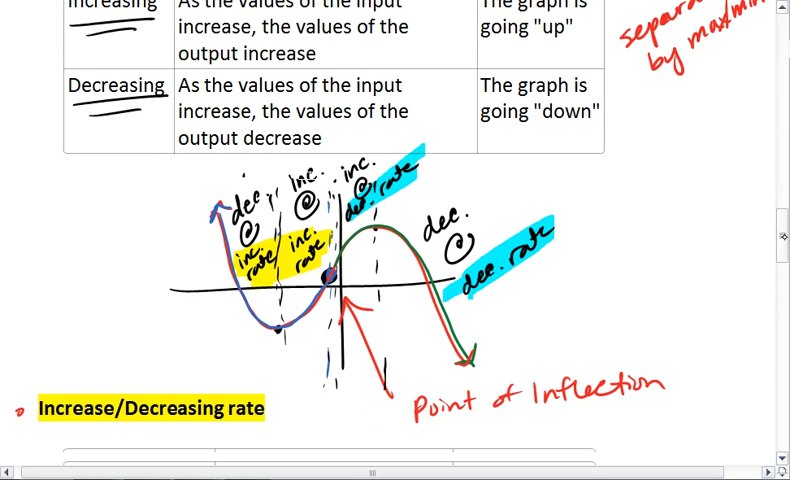 Increasing
As the values of the input
increase, the values of the
output increase
The graph is
going "up"
separa
by max/min
Decreasing
As the values of the input
increase, the values of the
output decrease
The graph is
going "down"
dec.
@
inc.
rate/
inc.
@
inc.
rate
inc.
@
dec. rate
dec.
@
dec. rate
Point of Inflection
Increase/Decreasing rate